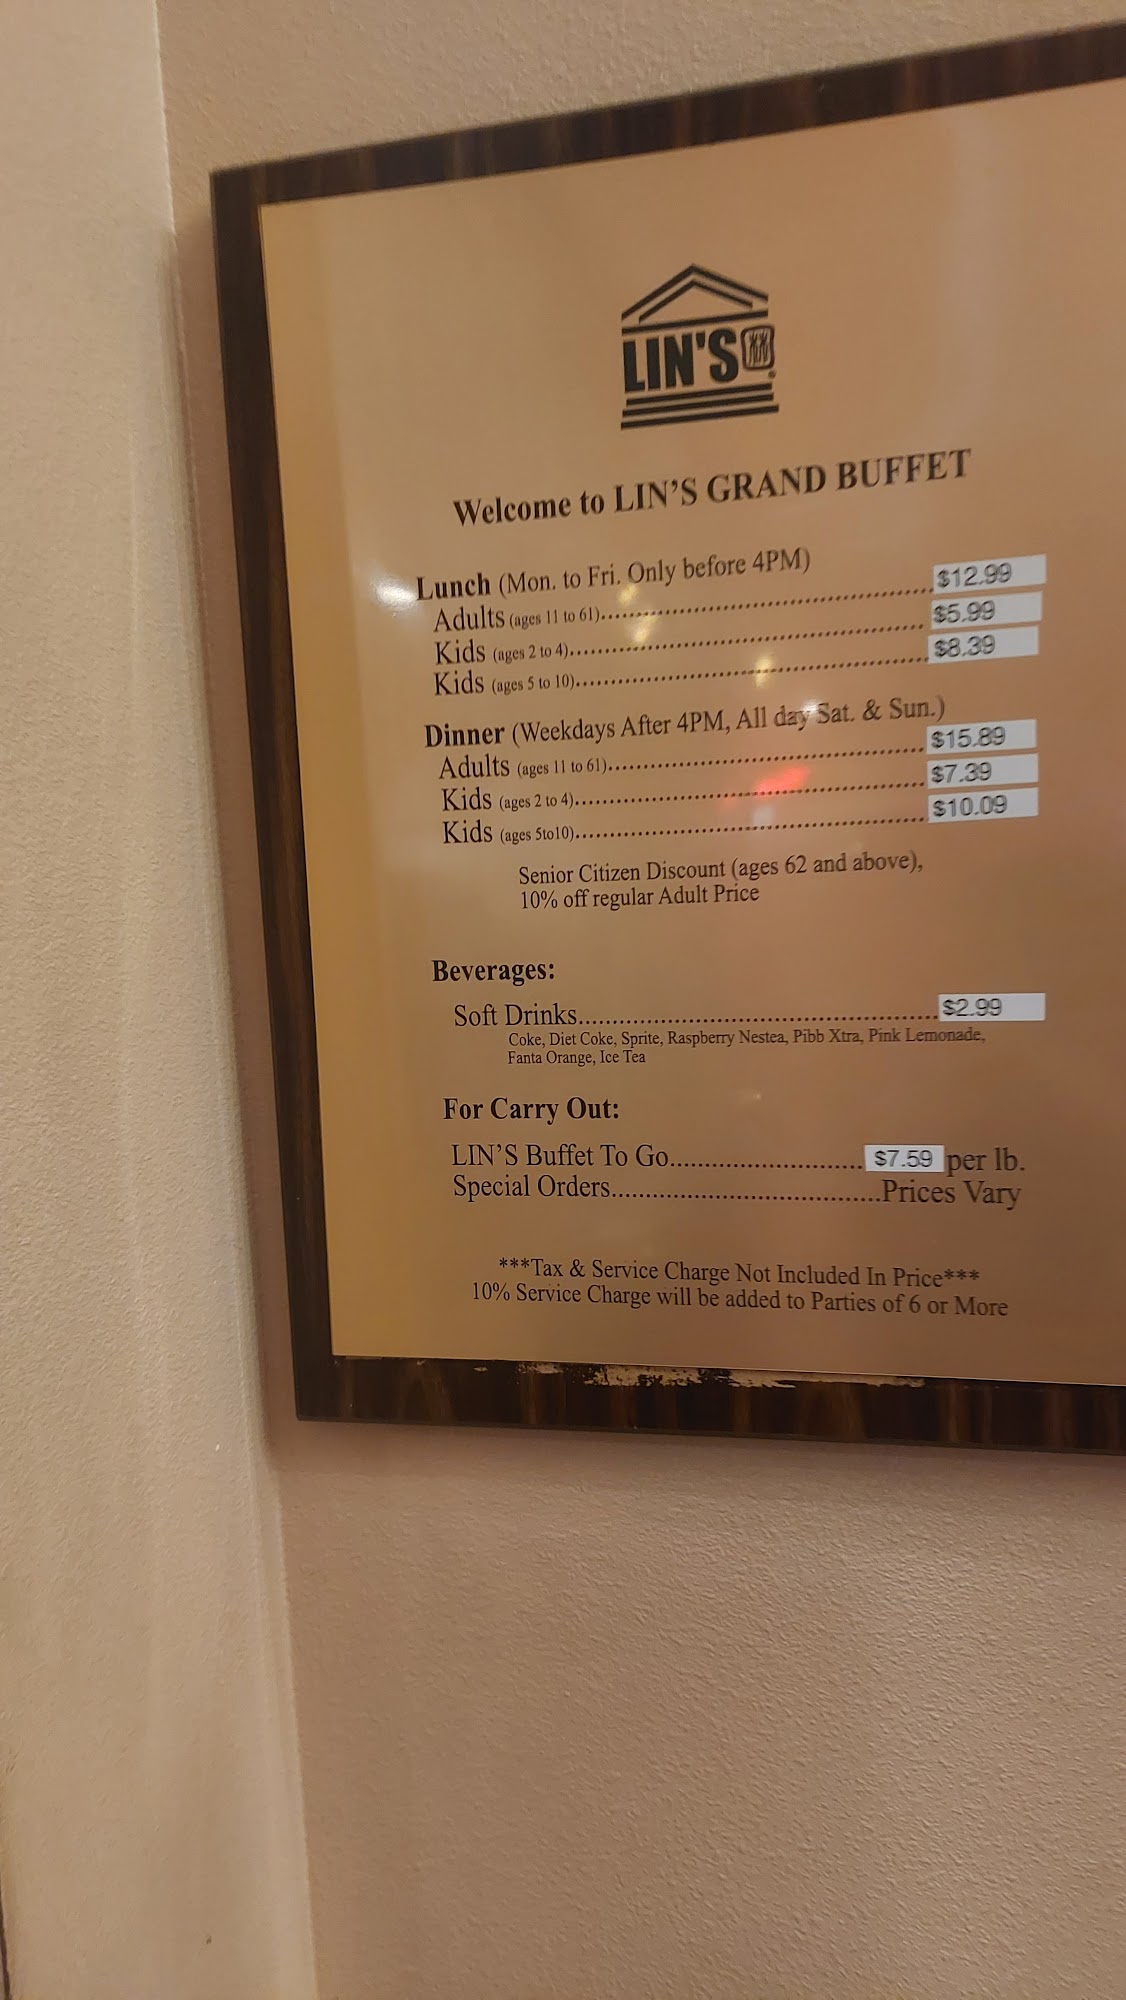 LIN'S
Welcome to LIN'S GRAND BUFFET
Lunch (Mon. to Fri. Only before 4PM)
Adults (ages 11 to 61)........................................ $12.99
Kids (ages 2 to 4)........................................ $5.99
Kids (ages 5 to 10)........................................ $8.39
Dinner (Weekdays After 4PM, All day Sat. & Sun.)
Adults (ages 11 to 61)........................................ $15.89
Kids (ages 2 to 4)........................................ $7.39
Kids (ages 5to10)........................................ $10.09
Senior Citizen Discount (ages 62 and above),
10% off regular Adult Price
Beverages:
Soft Drinks........................................ $2.99
Coke, Diet Coke, Sprite, Raspberry Nestea, Pibb Xtra, Pink Lemonade,
Fanta Orange, Ice Tea
For Carry Out:
LIN'S Buffet To Go............................ $7.59 per lb.
Special Orders........................................Prices Vary
***Tax & Service Charge Not Included In Price***
10% Service Charge will be added to Parties of 6 or More